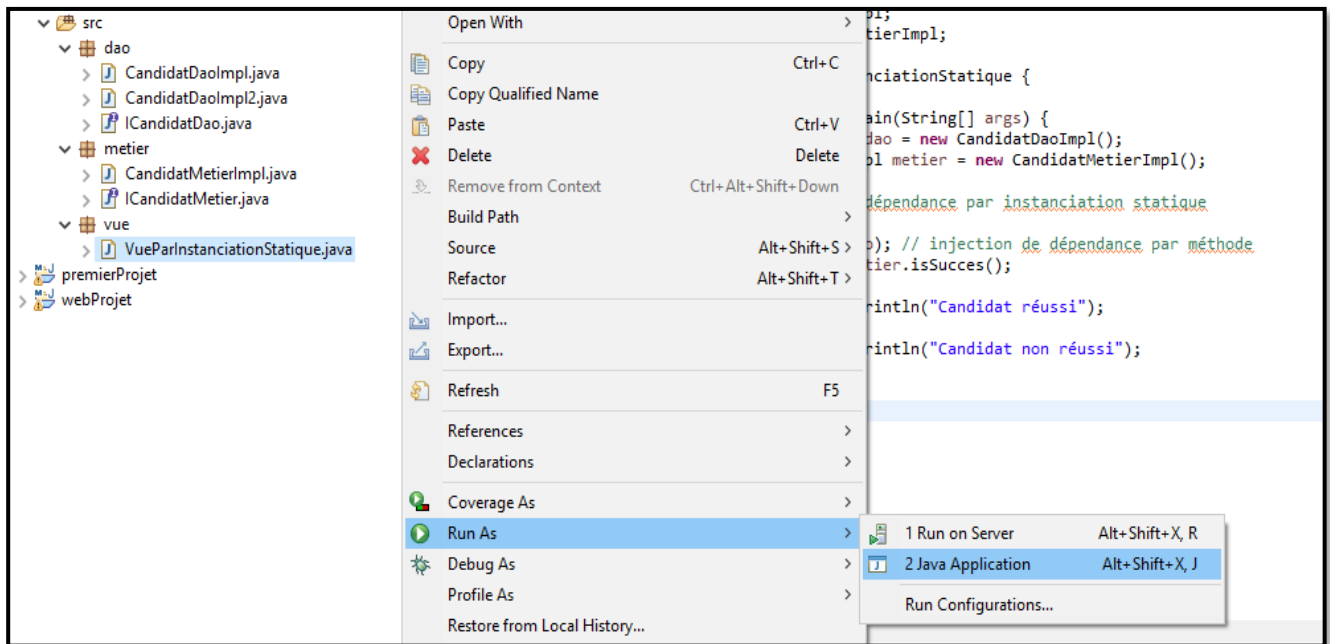 src
dao
CandidatDaoImpl.java
CandidatDaoImpl2.java
ICandidatDao.java
metier
CandidatMetierImpl.java
ICandidatMetier.java
vue
VueParInstanciationStatique.java
premierProjet
webProjet
Open With
Copy Ctrl+C
Copy Qualified Name
Paste Ctrl+V
Delete Delete
Remove from Context Ctrl+Alt+Shift+Down
Build Path
Source Alt+Shift+S
Refactor Alt+Shift+T
Import...
Export...
Refresh F5
References
Declarations
Coverage As
Run As
Debug As
Profile As
Restore from Local History...
1 Run on Server Alt+Shift+X, R
2 Java Application Alt+Shift+X, J
Run Configurations...
tierImpl;
nciationStatique {
ain(String[] args) {
dao = new CandidatDaoImpl();
pl metier = new CandidatMetierImpl();
dépendance par instanciation statique
o); // injection de dépendance par méthode
tier.isSucces();
rintln("Candidat réussi");
rintln("Candidat non réussi");